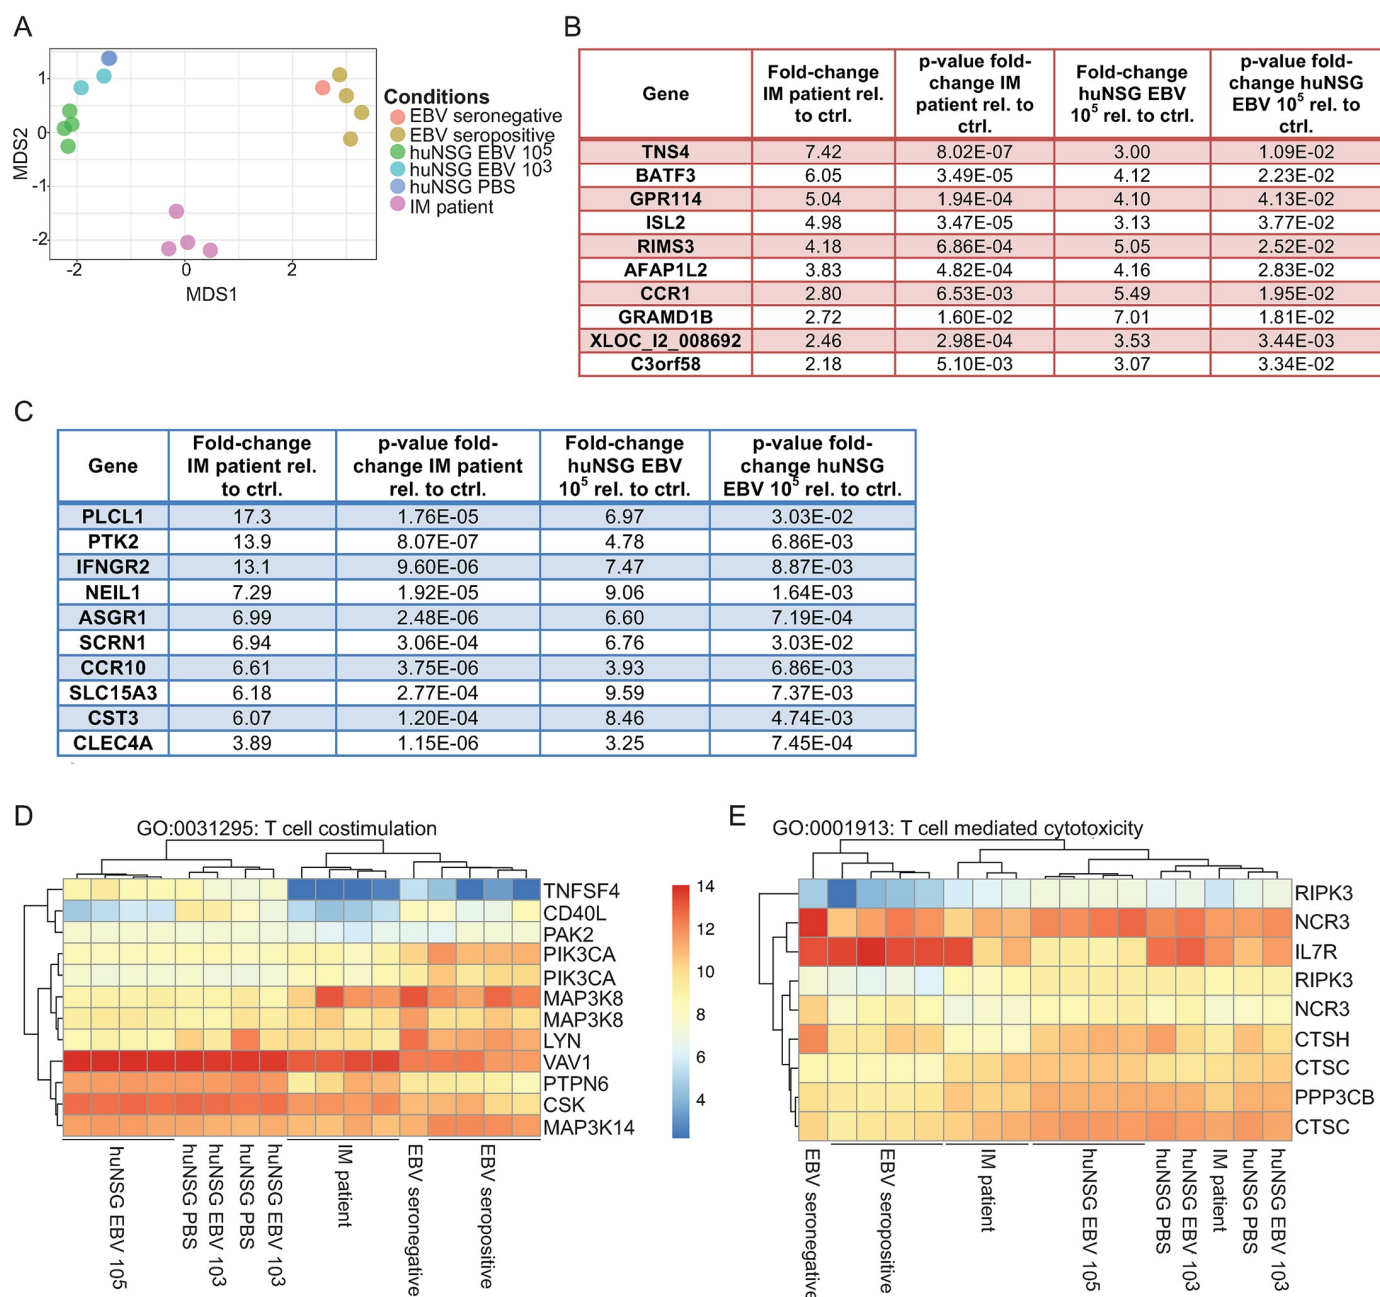 A
1
0
-1
-2
MDS2
-2
0
2
MDS1
Conditions
EBV seronegative
EBV seropositive
huNSG EBV 10⁵
huNSG EBV 10³
huNSG PBS
IM patient
B
Gene
Fold-change
IM patient rel.
to ctrl.
p-value fold-
change IM
patient rel. to
ctrl.
Fold-change
huNSG EBV
10⁵ rel. to ctrl.
p-value fold-
change huNSG
EBV 10⁵ rel. to
ctrl.
TNS4 7.42 8.02E-07 3.00 1.09E-02
BATF3 6.05 3.49E-05 4.12 2.23E-02
GPR114 5.04 1.94E-04 4.10 4.13E-02
ISL2 4.98 3.47E-05 3.13 3.77E-02
RIMS3 4.18 6.86E-04 5.05 2.52E-02
AFAP1L2 3.83 4.82E-04 4.16 2.83E-02
CCR1 2.80 6.53E-03 5.49 1.95E-02
GRAMD1B 2.72 1.60E-02 7.01 1.81E-02
XLOC_l2_008692 2.46 2.98E-04 3.53 3.44E-03
C3orf58 2.18 5.10E-03 3.07 3.34E-02
C
Gene
Fold-change
IM patient rel.
to ctrl.
p-value fold-
change IM patient
rel. to ctrl.
Fold-change
huNSG EBV
10⁵ rel. to ctrl.
p-value fold-
change huNSG
EBV 10⁵ rel. to ctrl.
PLCL1 17.3 1.76E-05 6.97 3.03E-02
PTK2 13.9 8.07E-07 4.78 6.86E-03
IFNGR2 13.1 9.60E-06 7.47 8.87E-03
NEIL1 7.29 1.92E-05 9.06 1.64E-03
ASGR1 6.99 2.48E-06 6.60 7.19E-04
SCRN1 6.94 3.06E-04 6.76 3.03E-02
CCR10 6.61 3.75E-06 3.93 6.86E-03
SLC15A3 6.18 2.77E-04 9.59 7.37E-03
CST3 6.07 1.20E-04 8.46 4.74E-03
CLEC4A 3.89 1.15E-06 3.25 7.45E-04
D
GO:0031295: T cell costimulation
TNFSF4
CD40L
PAK2
PIK3CA
PIK3CA
MAP3K8
MAP3K8
LYN
VAV1
PTPN6
CSK
MAP3K14
huNSG EBV 10⁵
huNSG PBS
huNSG EBV 10³
huNSG PBS
huNSG EBV 10³
IM patient
EBV seronegative
EBV seropositive
14
12
10
8
6
4
E
GO:0001913: T cell mediated cytotoxicity
RIPK3
NCR3
IL7R
RIPK3
NCR3
CTSH
CTSC
PPP3CB
CTSC
EBV seronegative
EBV seropositive
IM patient
huNSG EBV 10⁵
huNSG PBS
huNSG EBV 10³
IM patient
huNSG PBS
huNSG EBV 10³